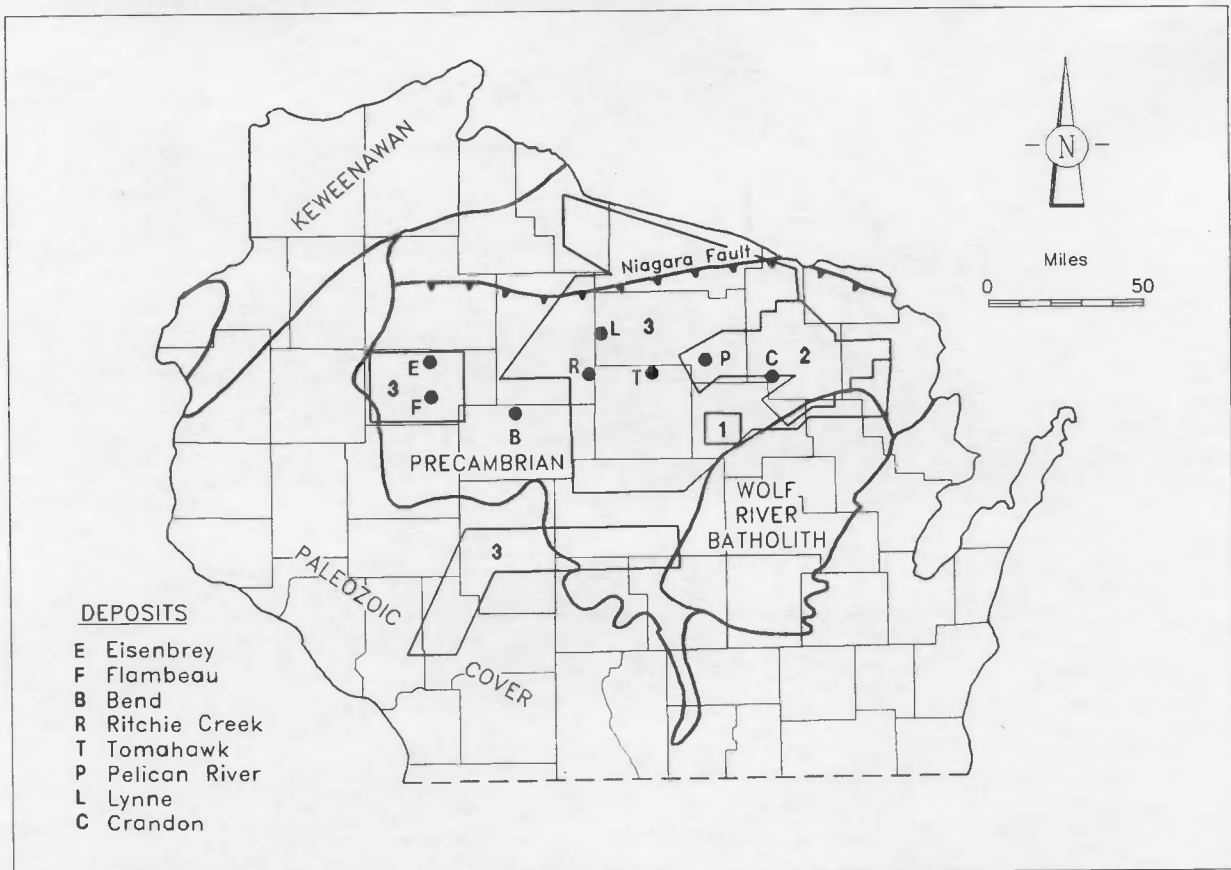 KEWEENAWAN
N
Miles
0 50
Niagara Fault
L 3
E
P
C 2
3
R
T
F
B
1
PRECAMBRIAN
WOLF
RIVER
BATHOLITH
3
PALEOZOIC
COVER
DEPOSITS
E Eisenbrey
F Flambeau
B Bend
R Ritchie Creek
T Tomahawk
P Pelican River
L Lynne
C Crandon